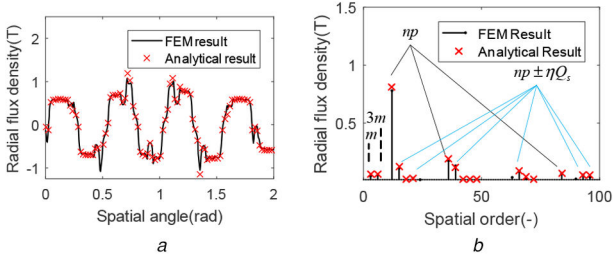 Radial flux density(T)
2
1
0
-1
FEM result
Analytical result
0
0.5
1
1.5
2
Spatial angle(rad)
a
Radial flux density(T)
1.5
1
0.5
np
FEM Result
Analytical Result
np ± ηQs
3m
m
0
50
100
Spatial order(-)
b